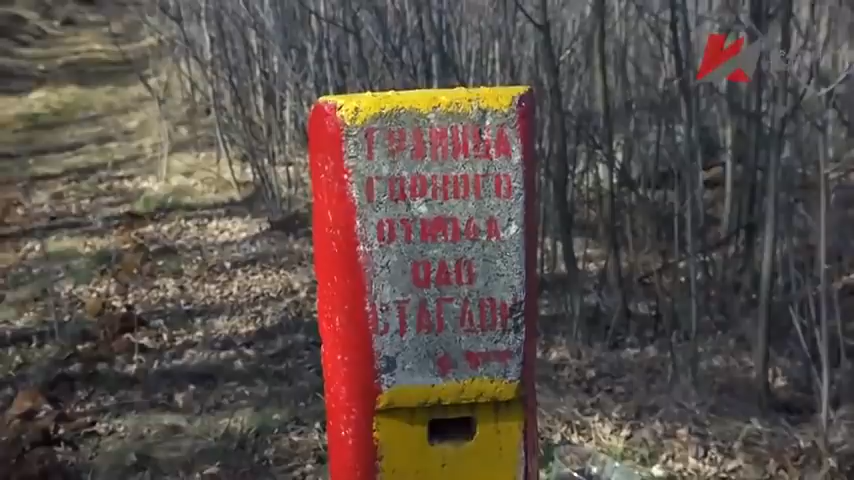 ГРАНИЦА
ГОРНОГО
ОТВОДА
ОАО
СТАГДОК